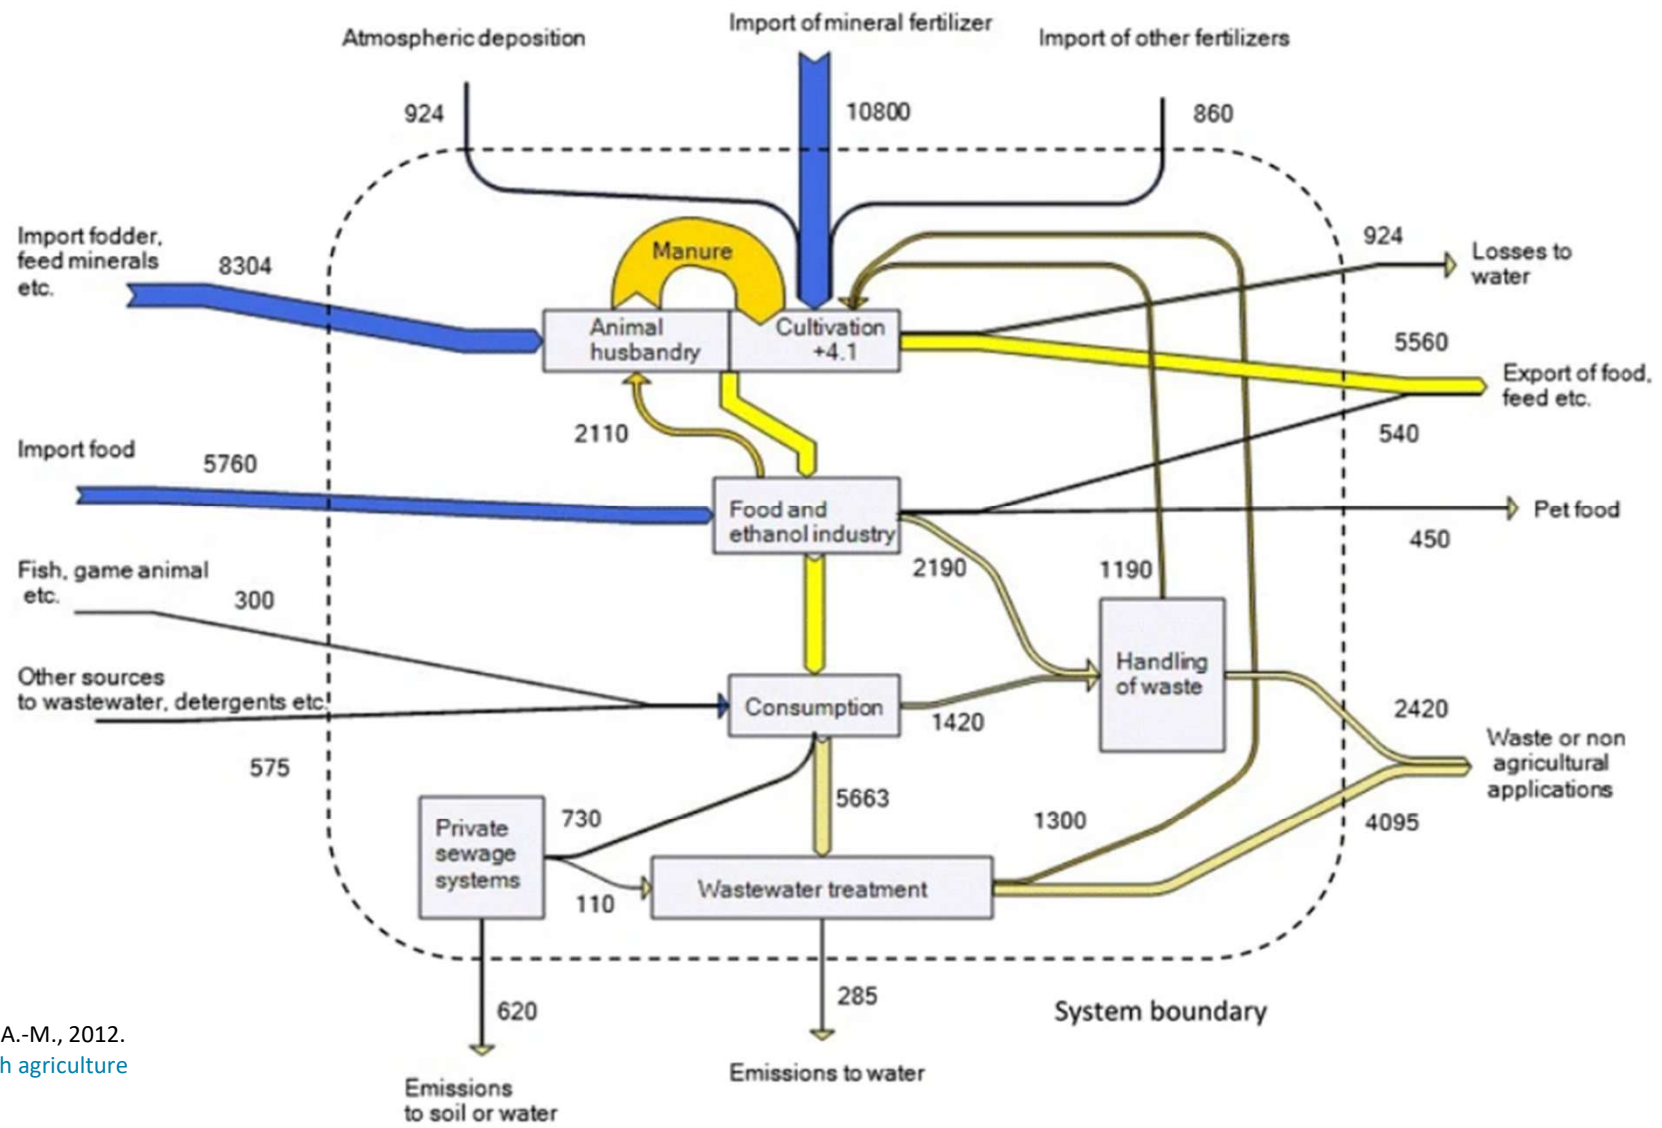 Atmospheric deposition
Import of mineral fertilizer
Import of other fertilizers
924
10800
860
Import fodder,
feed minerals
etc.
8304
Manure
924
Losses to
water
Animal
husbandry
Cultivation
+4.1
5560
Export of food,
feed etc.
540
2110
Import food
5760
Food and
ethanol industry
Pet food
450
2190
1190
Fish, game animal
etc.
300
Handling
of waste
Other sources
to wastewater, detergents etc.
575
Consumption
1420
2420
Waste or non
agricultural
applications
4095
5663
730
1300
Private
sewage
systems
110
Wastewater treatment
620
285
System boundary
Emissions
to soil or water
Emissions to water
A.-M., 2012.
h agriculture